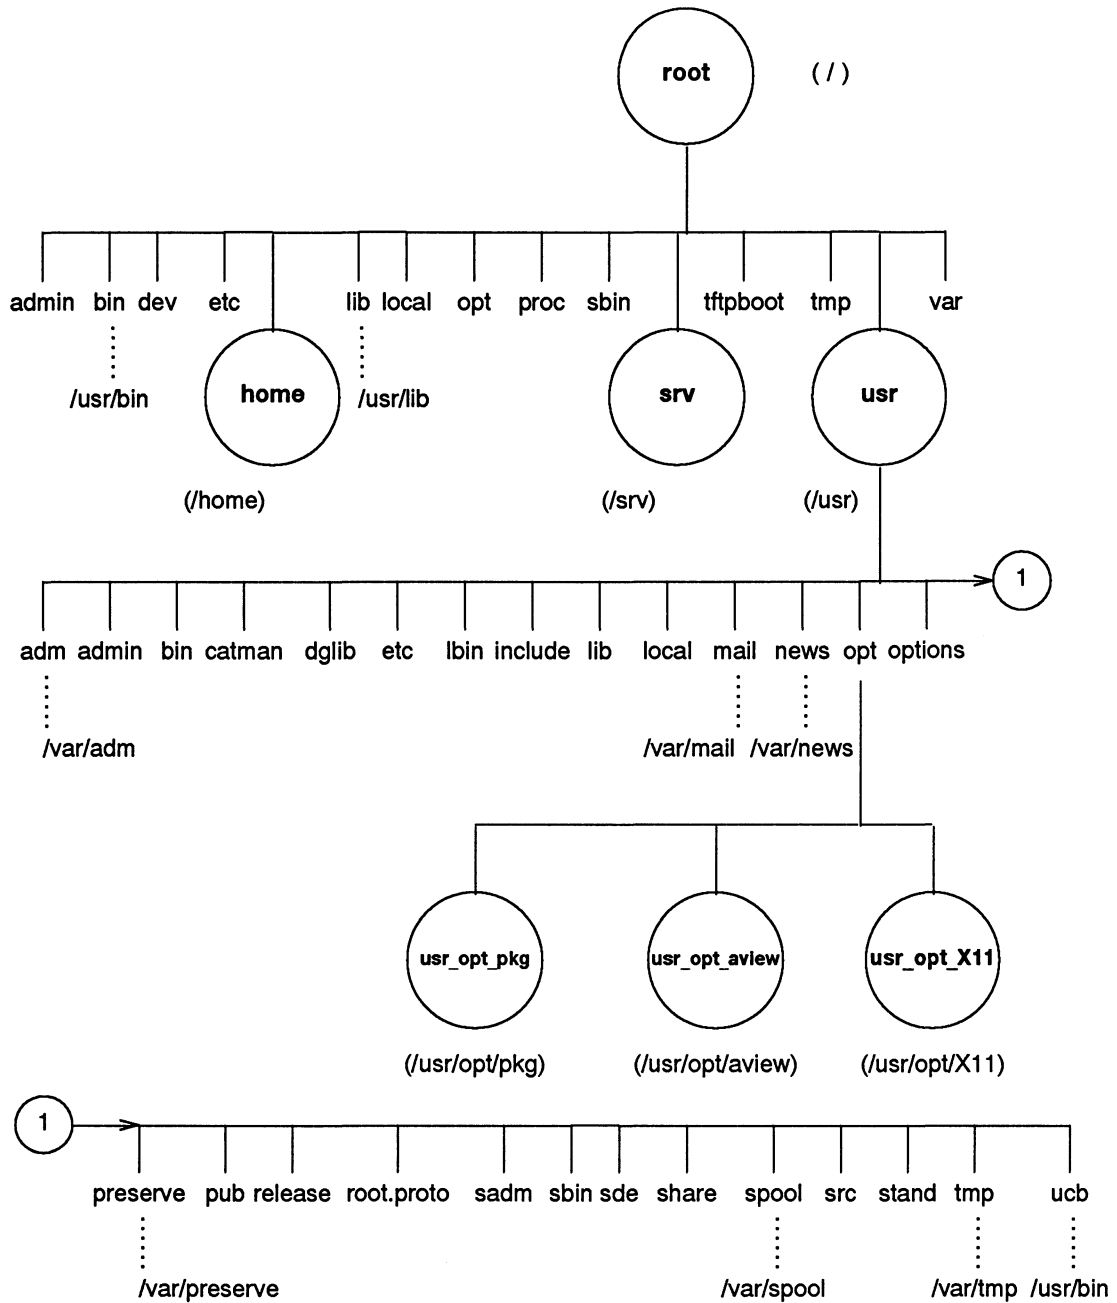 root ( / )
admin bin dev etc lib local opt proc sbin tftpboot tmp var
/usr/bin home /usr/lib srv usr
(/home) (/srv) (/usr)
1
adm admin bin catman dglib etc lbin include lib local mail news opt options
/var/adm /var/mail /var/news
usr_opt_pkg usr_opt_aview usr_opt_X11
(/usr/opt/pkg) (/usr/opt/aview) (/usr/opt/X11)
1
preserve pub release root.proto sadm sbin sde share spool src stand tmp ucb
/var/preserve /var/spool /var/tmp /usr/bin